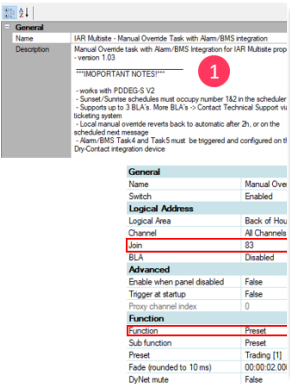 General
Name IAR Multisite - Manual Override Task with Alarm/BMS integration
Description Manual Override task with Alarm/BMS Integration for IAR Multisite prop
- version 1.03
***IMOPORTANT NOTES!***
1
- works with PDDEG-S V2
- Sunset/Sunrise schedules must occupy number 1&2 in the scheduler
- Supports up to 3 BLA's. More BLA's -> Contact Technical Support via
ticketing system
- Local manual override reverts back to automatic after 2h, or on the
scheduled next message
- Alarm/BMS Task4 and Task5 must be triggered and configured on th
Dry-Contact integration device
General
Name Manual Over
Switch Enabled
Logical Address
Logical Area Back of Hou
Channel All Channels
Join 83
BLA Disabled
Advanced
Enable when panel disabled False
Trigger at startup False
Proxy channel index 0
Function
Function Preset
Sub function Preset
Preset Trading [1]
Fade (rounded to 10 ms) 00:00:02.000
DyNet mute False